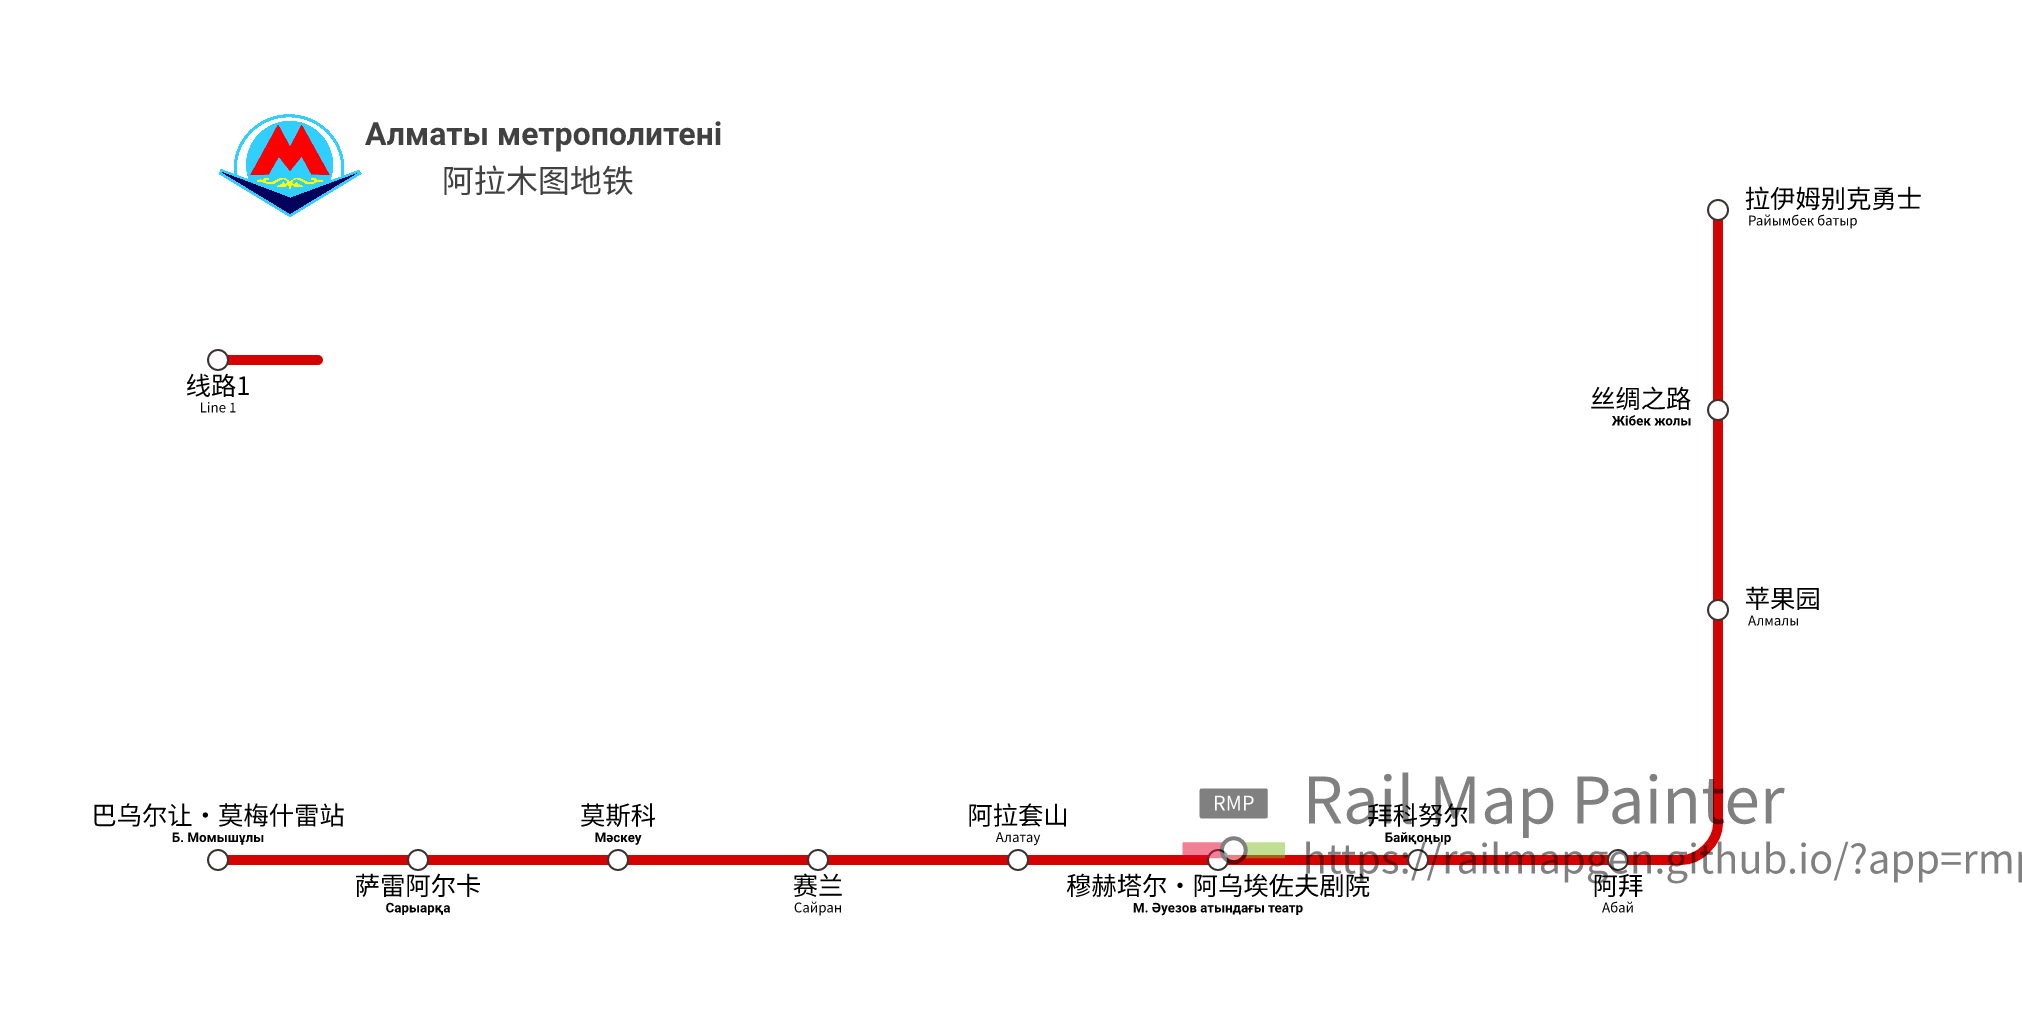 Алматы метрополитені
阿拉木图地铁
拉伊姆别克勇士
Райымбек батыр
线路1
Line 1
丝绸之路
Жібек жолы
苹果园
Алмалы
RMP
Rail Map Painter
https://railmapgen.github.io/?app=rmp
巴乌尔让·莫梅什雷站
Б. Момышұлы
萨雷阿尔卡
Сарыарқа
莫斯科
Мәскеу
赛兰
Сайран
阿拉套山
Алатау
穆赫塔尔·阿乌埃佐夫剧院
М. Әуезов атындағы театр
拜科努尔
Байқоңыр
阿拜
Абай